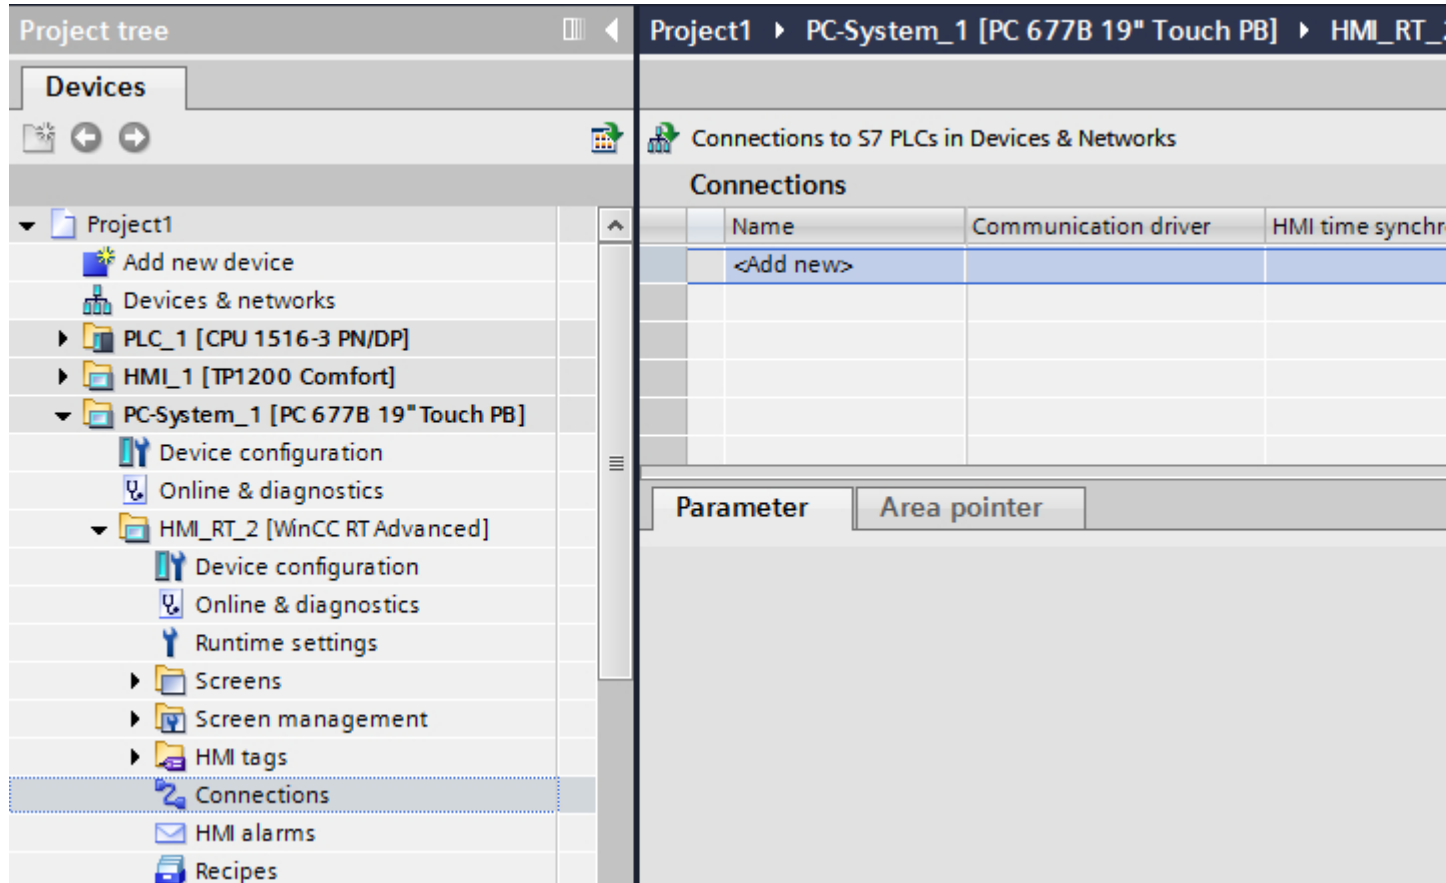 Project tree
Devices
Project1
Add new device
Devices & networks
PLC_1 [CPU 1516-3 PN/DP]
HMI_1 [TP1200 Comfort]
PC-System_1 [PC 677B 19" Touch PB]
Device configuration
Online & diagnostics
HMI_RT_2 [WinCC RT Advanced]
Device configuration
Online & diagnostics
Runtime settings
Screens
Screen management
HMI tags
Connections
HMI alarms
Recipes
Project1 PC-System_1 [PC 677B 19" Touch PB] HMI_RT_2
Connections to S7 PLCs in Devices & Networks
Connections
Name Communication driver HMI time synchr
<Add new>
Parameter Area pointer